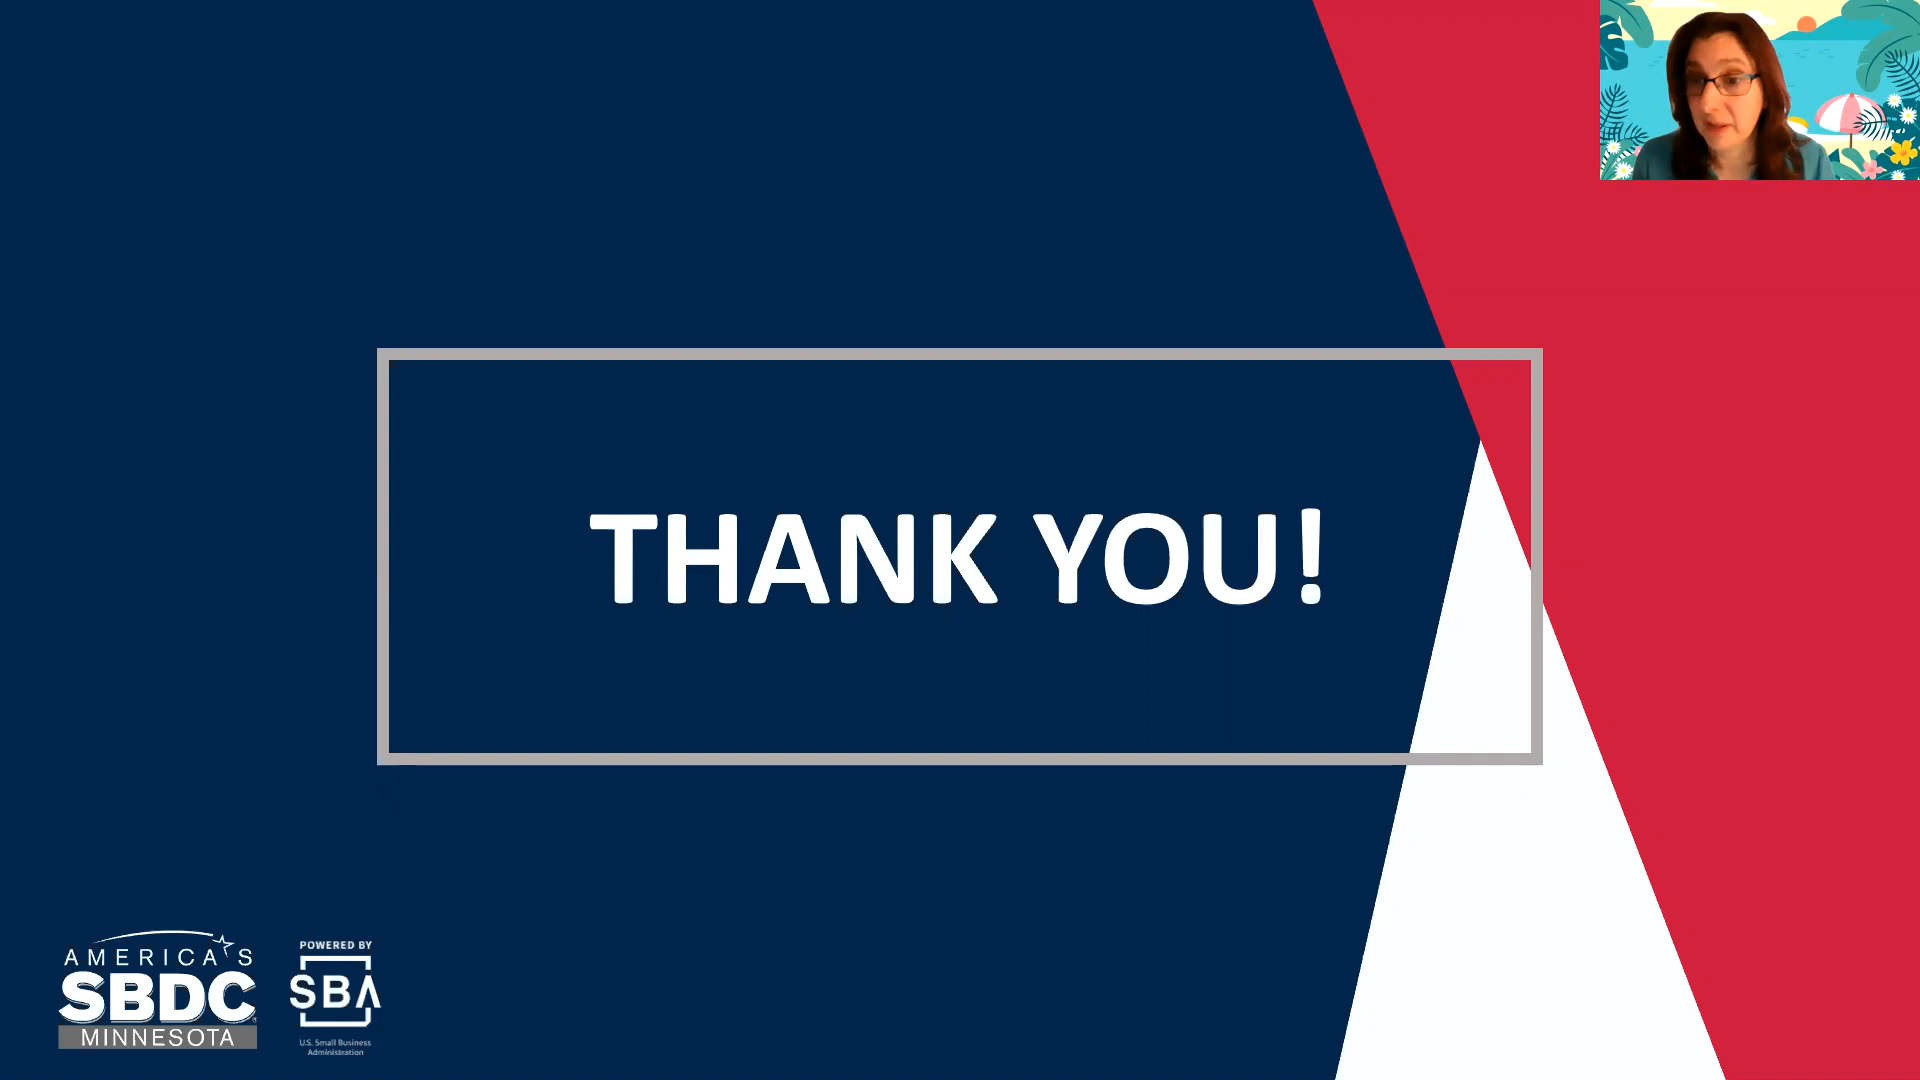 THANK YOU!
AMERICA'S
SBDC
MINNESOTA
POWERED BY
SBA
U.S. Small Business
Administration